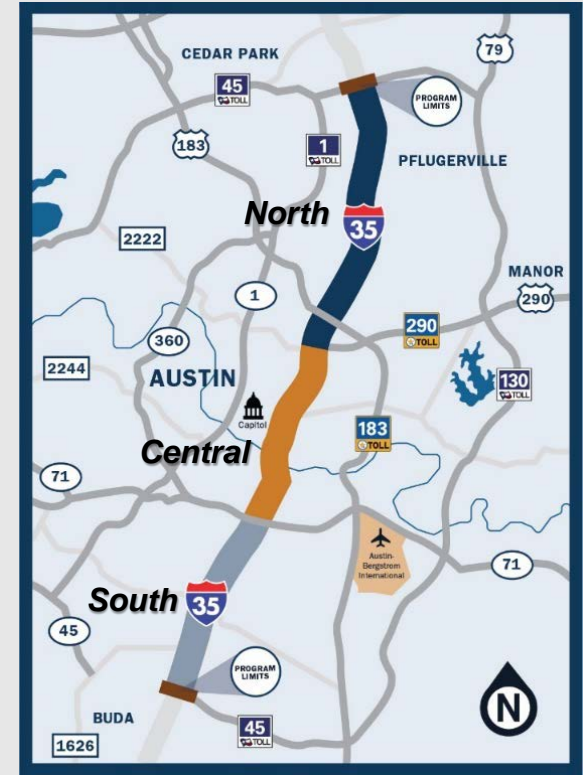 CEDAR PARK
79
45
TOLL
PROGRAM
LIMITS
183
1
TOLL
PFLUGERVILLE
North
35
2222
MANOR
290
1
290
TOLL
360
2244
AUSTIN
130
TOLL
Capitol
183
TOLL
Central
71
Austin-
Bergstrom
International
71
South
35
45
PROGRAM
LIMITS
BUDA
45
TOLL
1626
N